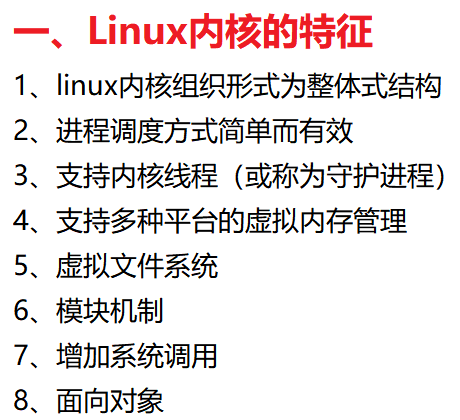 一、Linux内核的特征
1、linux内核组织形式为整体式结构
2、进程调度方式简单而有效
3、支持内核线程（或称为守护进程）
4、支持多种平台的虚拟内存管理
5、虚拟文件系统
6、模块机制
7、增加系统调用
8、面向对象